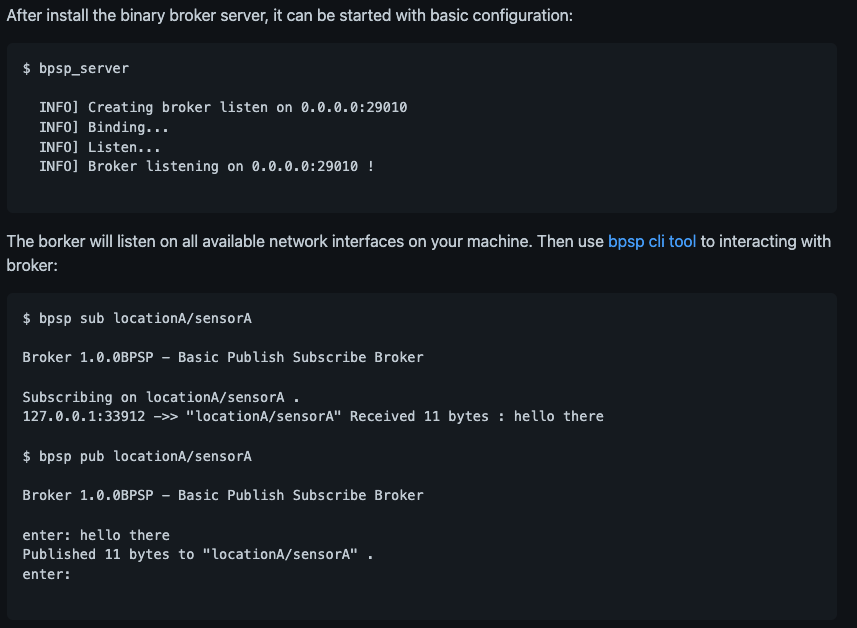 After install the binary broker server, it can be started with basic configuration:
$ bpsp_server
INFO] Creating broker listen on 0.0.0.0:29010
INFO] Binding...
INFO] Listen...
INFO] Broker listening on 0.0.0.0:29010 !
The borker will listen on all available network interfaces on your machine. Then use bpsp cli tool to interacting with
broker:
$ bpsp sub locationA/sensorA
Broker 1.0.0BPSP – Basic Publish Subscribe Broker
Subscribing on locationA/sensorA .
127.0.0.1:33912 ->> "locationA/sensorA" Received 11 bytes : hello there
$ bpsp pub locationA/sensorA
Broker 1.0.0BPSP – Basic Publish Subscribe Broker
enter: hello there
Published 11 bytes to "locationA/sensorA" .
enter: